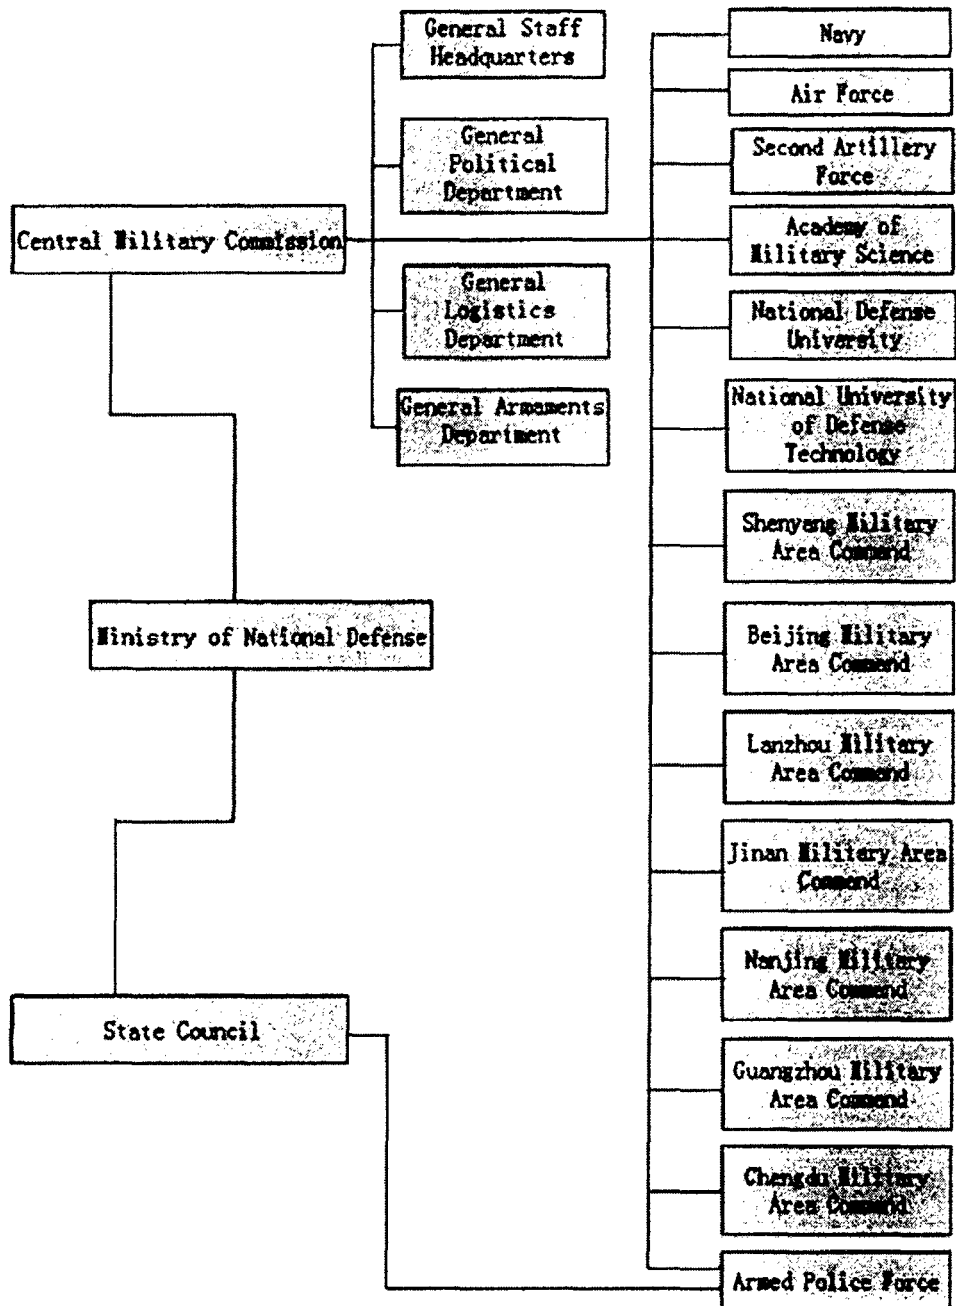 General Staff
Headquarters
General
Political
Department
Central Military Commission
General
Logistics
Department
General Armaments
Department
Ministry of National Defense
State Council
Navy
Air Force
Second Artillery
Force
Academy of
Military Science
National Defense
University
National University
of Defense
Technology
Shenyang Military
Area Command
Beijing Military
Area Command
Lanzhou Military
Area Command
Jinan Military Area
Command
Nanjing Military
Area Command
Guangzhou Military
Area Command
Chengdu Military
Area Command
Armed Police Force